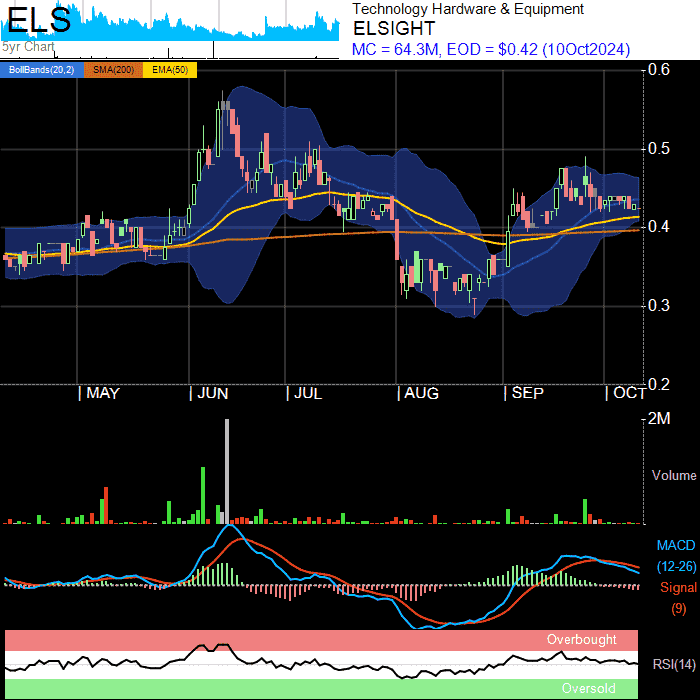 ELS
5yr Chart
Technology Hardware & Equipment
ELSIGHT
MC = 64.3M, EOD = $0.42 (10Oct2024)
BollBands(20,2) SMA(200) EMA(50)
0.6
0.5
0.4
0.3
0.2
| MAY | JUN | JUL | AUG | SEP | OCT
2M
Volume
MACD
(12-26)
Signal
(9)
Overbought
RSI(14)
Oversold